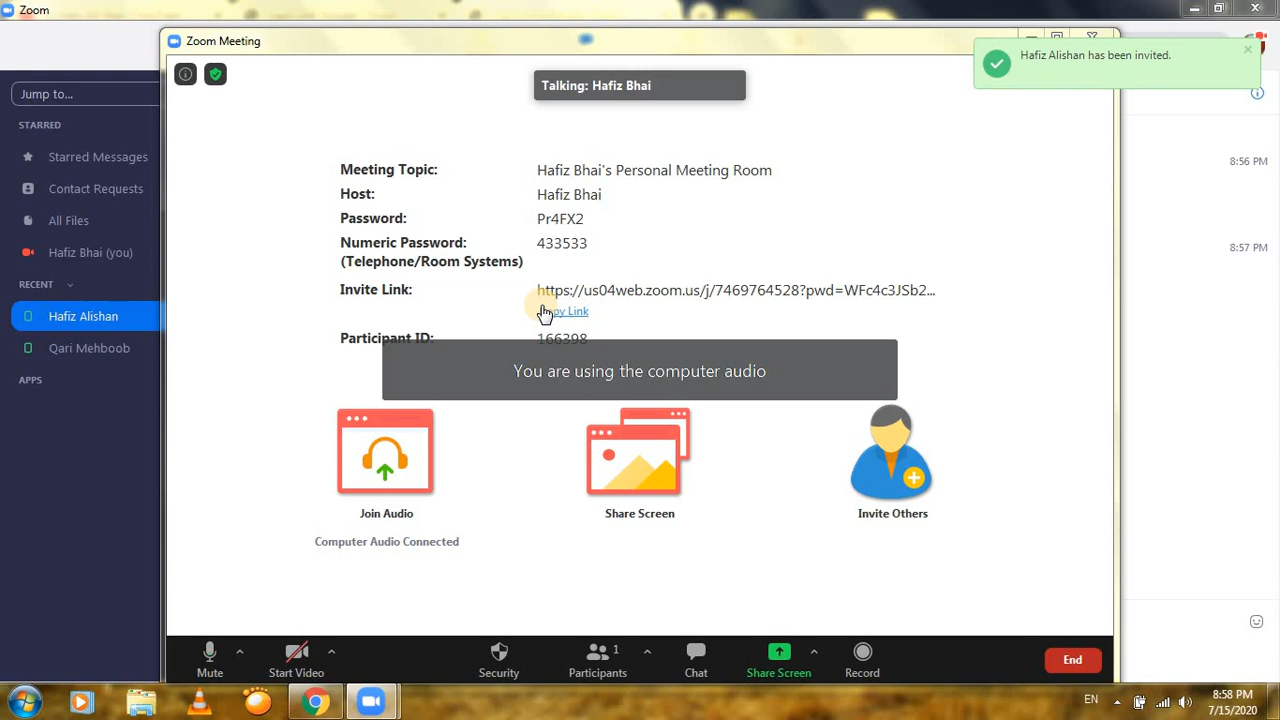 Zoom
Zoom Meeting
Hafiz Alishan has been invited.
Talking: Hafiz Bhai
Jump to...
STARRED
Starred Messages
Contact Requests
All Files
Hafiz Bhai (you)
RECENT
Hafiz Alishan
Qari Mehboob
APPS
8:56 PM
8:57 PM
Meeting Topic: Hafiz Bhai's Personal Meeting Room
Host: Hafiz Bhai
Password: Pr4FX2
Numeric Password: 433533
(Telephone/Room Systems)
Invite Link: https://us04web.zoom.us/j/7469764528?pwd=WFc4c3JSb2...
Link
Participant ID: 166398
You are using the computer audio
Join Audio
Share Screen
Invite Others
Computer Audio Connected
Mute
Start Video
Security
Participants 1
Chat
Share Screen
Record
End
EN
8:58 PM
7/15/2020